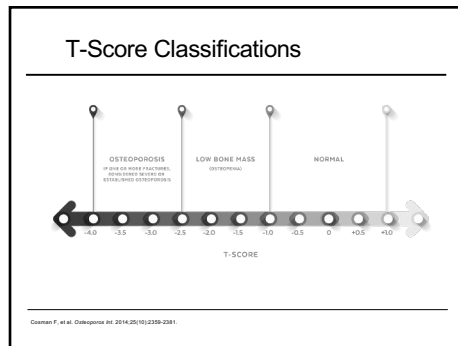 T-Score Classifications
OSTEOPOROSIS
IF ONE OR MORE FRACTURES,
CONSIDERED SEVERE OR
ESTABLISHED OSTEOPOROSIS
LOW BONE MASS
(OSTEOPENIA)
NORMAL
-4.0 -3.5 -3.0 -2.5 -2.0 -1.5 -1.0 -0.5 0 +0.5 +1.0
T-SCORE
Cosman F, et al. Osteoporos Int. 2014;25(10):2359-2381.